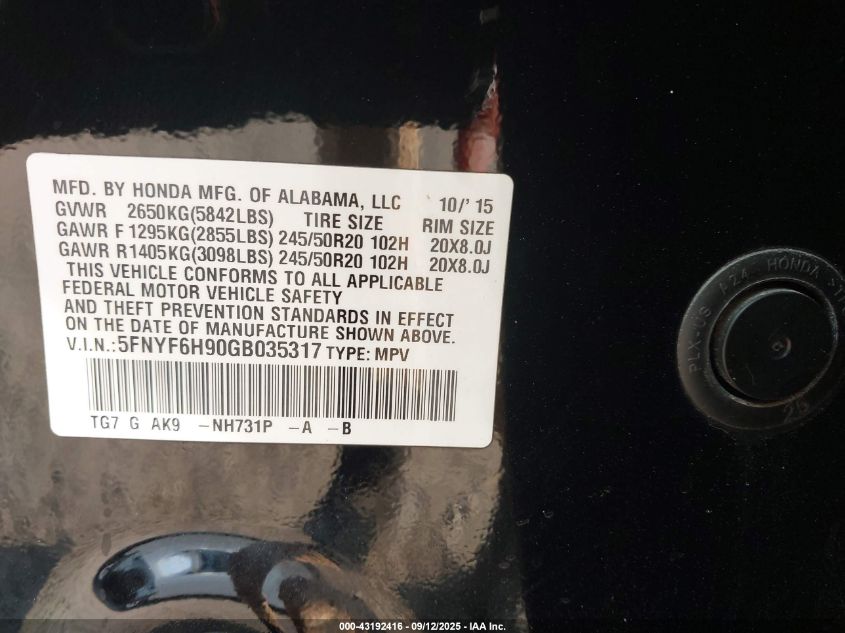 MFD. BY HONDA MFG. OF ALABAMA, LLC 10/' 15
GVWR 2650KG(5842LBS) TIRE SIZE RIM SIZE
GAWR F 1295KG(2855LBS) 245/50R20 102H 20X8.0J
GAWR R1405KG(3098LBS) 245/50R20 102H 20X8.0J
THIS VEHICLE CONFORMS TO ALL APPLICABLE
FEDERAL MOTOR VEHICLE SAFETY
AND THEFT PREVENTION STANDARDS IN EFFECT
ON THE DATE OF MANUFACTURE SHOWN ABOVE.
V.I.N.:5FNYF6H90GB035317 TYPE: MPV
TG7 G AK9 -NH731P -A -B
PLX-US A24 HONDA
000-43192416 - 09/12/2025 - IAA Inc.